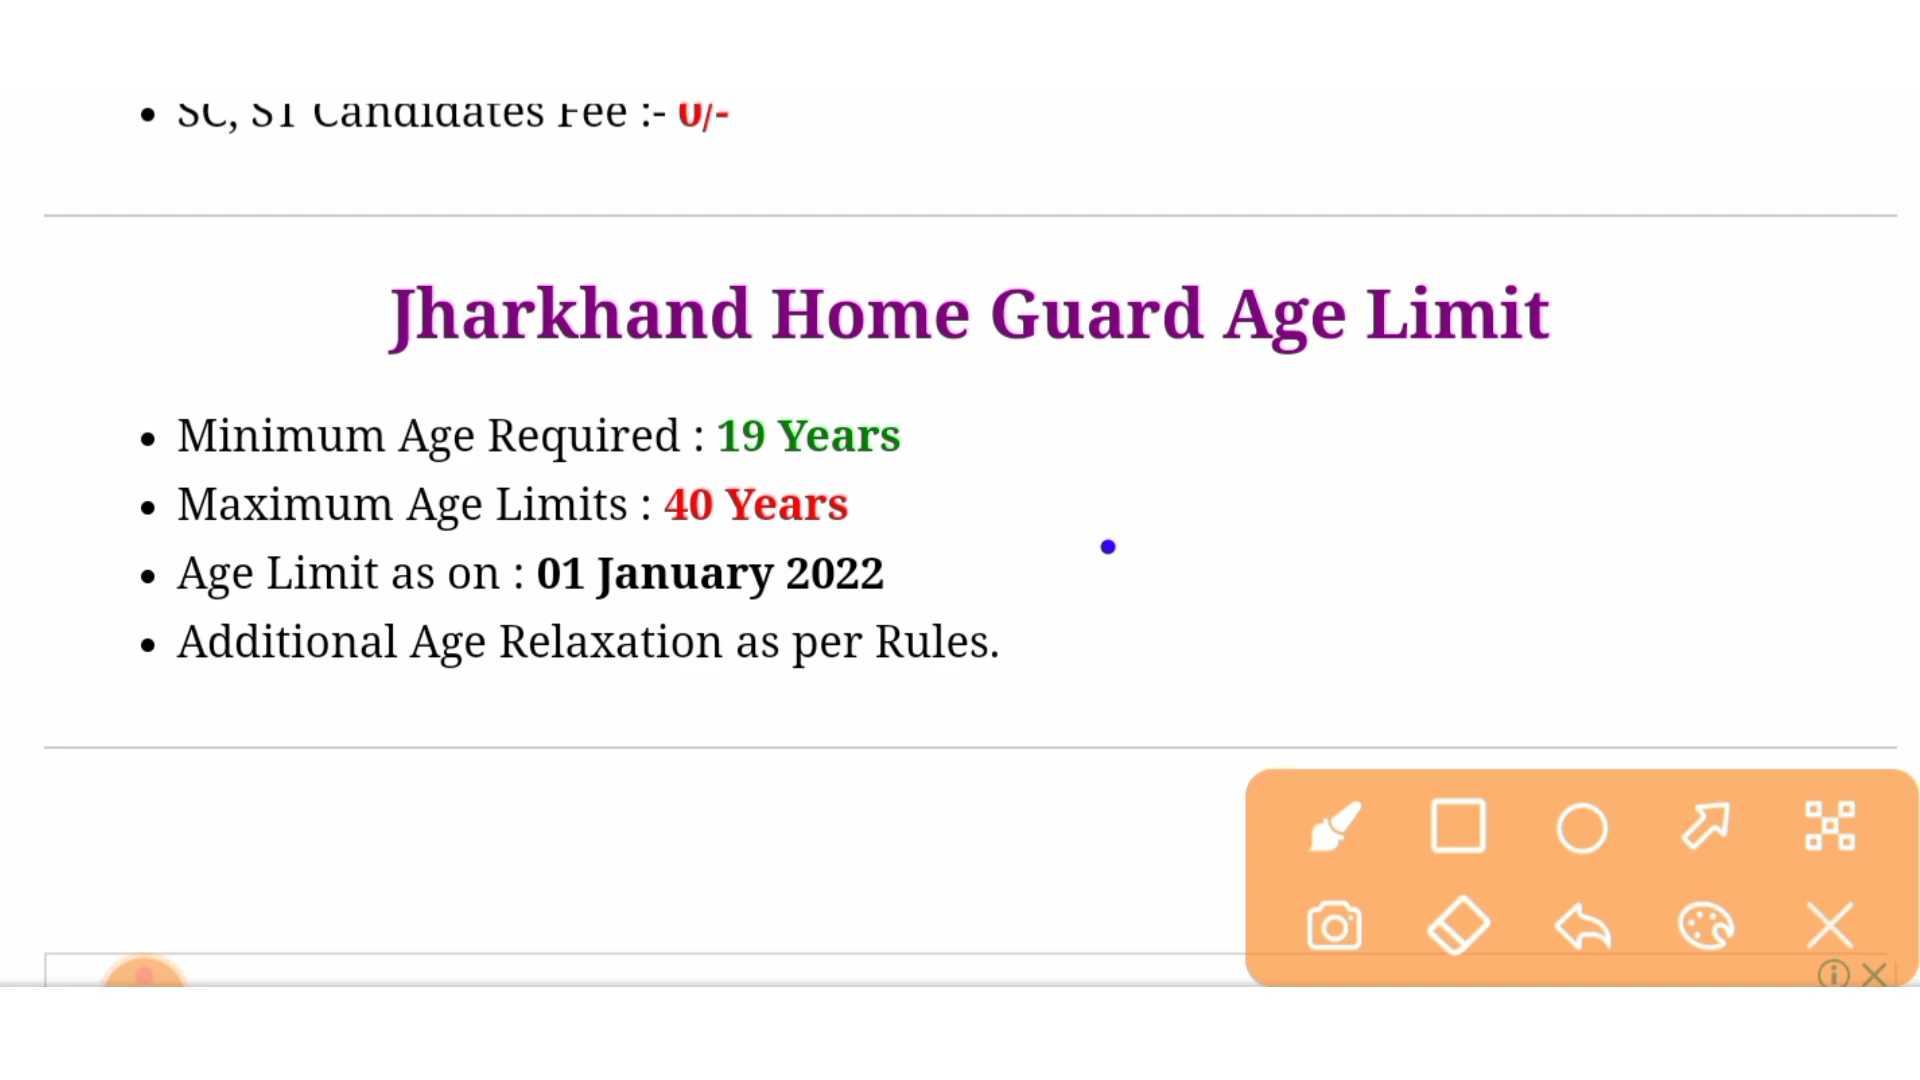 SC, ST Candidates Fee :- 0/-
Jharkhand Home Guard Age Limit
Minimum Age Required : 19 Years
Maximum Age Limits : 40 Years
Age Limit as on : 01 January 2022
Additional Age Relaxation as per Rules.